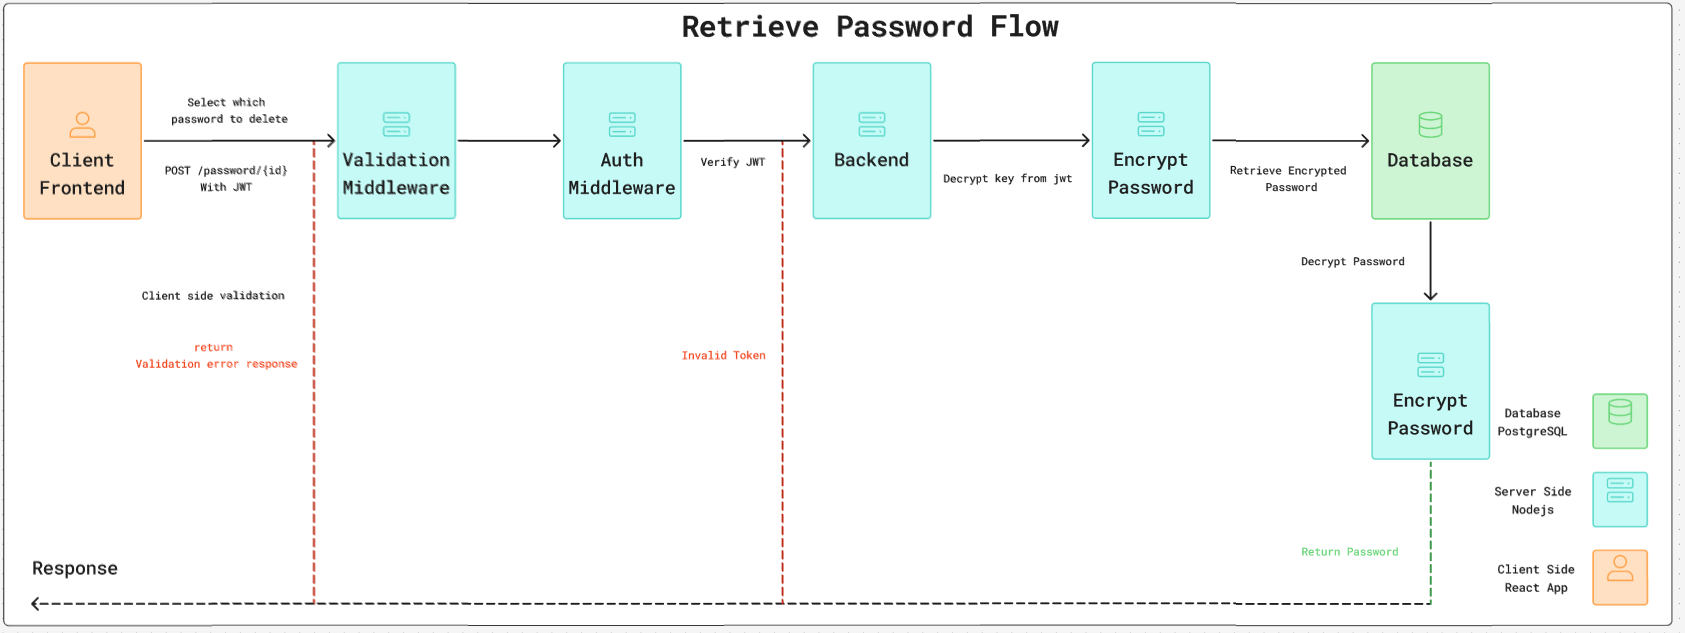 Retrieve Password Flow
Client
Frontend
Select which
password to delete
POST /password/{id}
With JWT
Validation
Middleware
Auth
Middleware
Verify JWT
Backend
Decrypt key from jwt
Encrypt
Password
Retrieve Encrypted
Password
Database
Decrypt Password
Client side validation
return
Validation error response
Invalid Token
Encrypt
Password
Return Password
Response
Database
PostgreSQL
Server Side
Nodejs
Client Side
React App